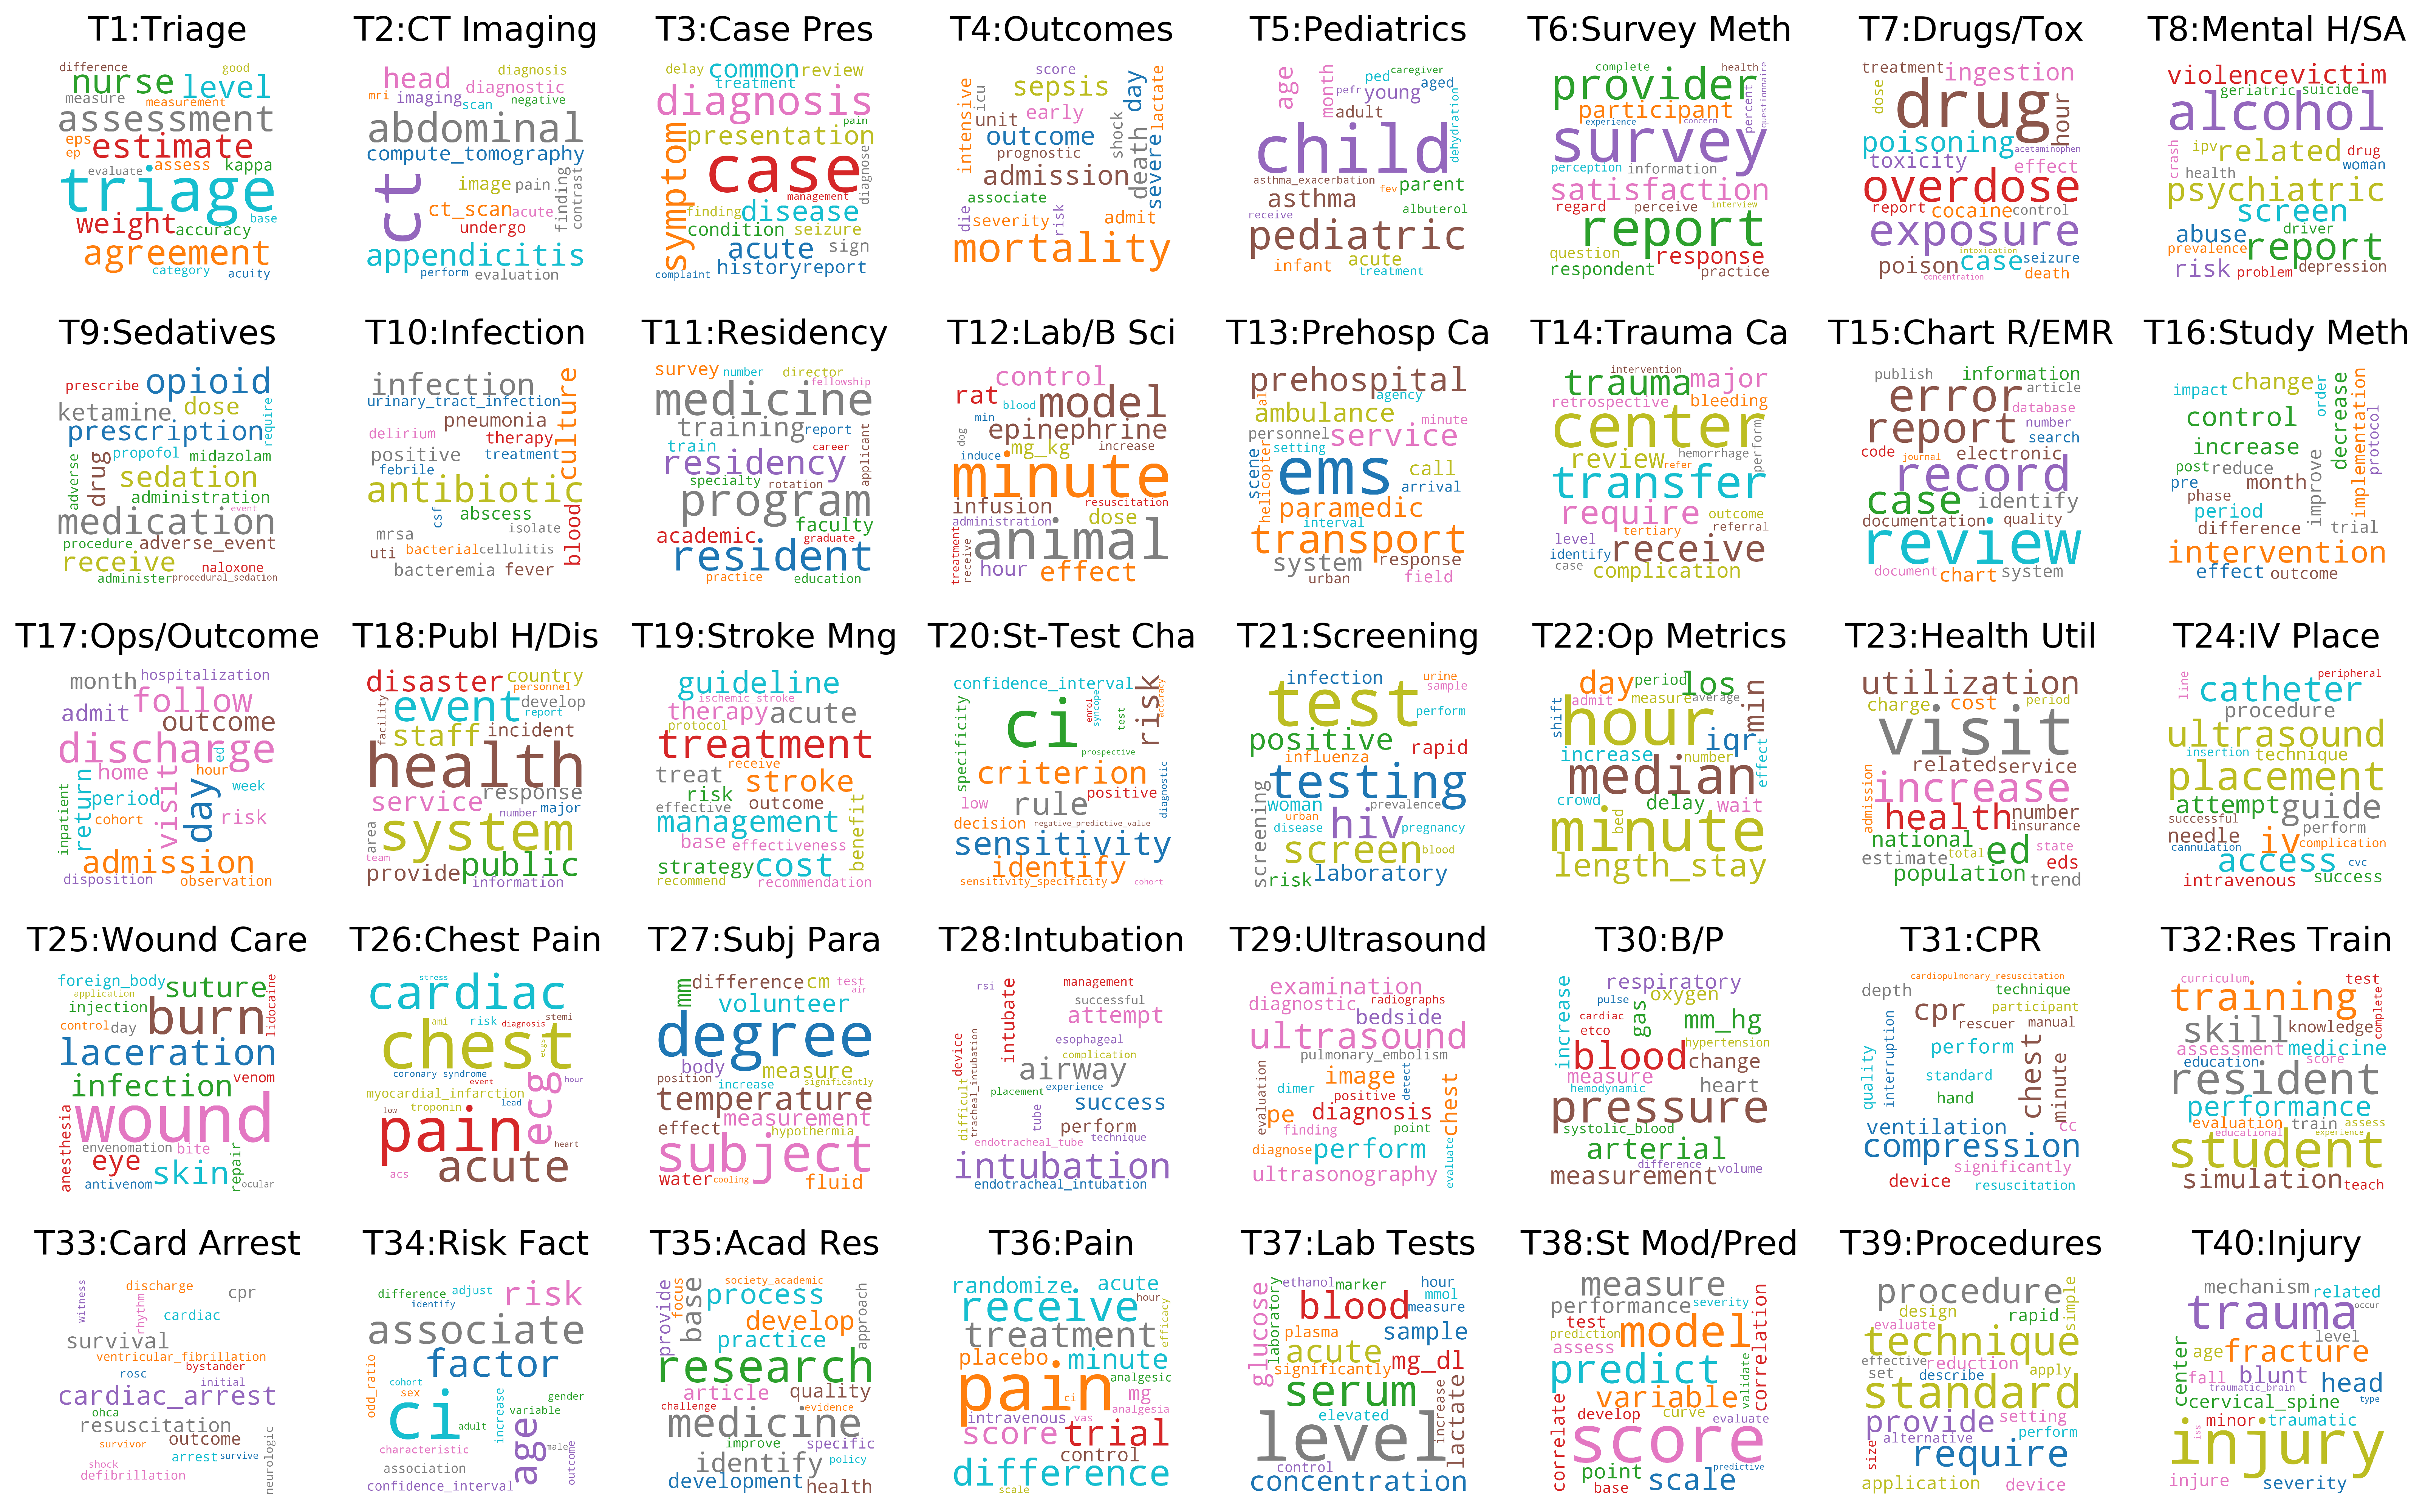 T1:Triage
difference good
nurse level
measure measurement
assessment
eps estimate
ep assess kappa
evaluate
triage
weight base
accuracy
agreement
category acuity
T2:CT Imaging
head diagnosis
diagnostic
mri imaging scan negative
abdominal
compute_tomography
ct image pain finding contrast
ct_scan acute
undergo
appendicitis
perform evaluation
T3:Case Pres
delay common review
treatment
diagnosis
pain
symptom presentation
case diagnose
management
finding disease
condition seizure
acute sign
complaint history report
T4:Outcomes
score
intensive icu sepsis day lactate
early
unit shock
outcome death severe
prognostic
admission
associate
die severity risk admit
mortality
T5:Pediatrics
age month ped caregiver
pefr young aged
adult dehydration
child
asthma_exacerbation fev parent
asthma
receive albuterol
pediatric
infant acute
treatment
T6:Survey Meth
complete health
provider percent questionnaire
participant
experience concern
survey
perception information
satisfaction
regard perceive interview
report
question response
respondent practice
T7:Drugs/Tox
treatment ingestion
dose drug hour
poisoning acetaminophen
toxicity effect
overdose
report cocaine control
exposure
intoxication
poison case seizure
death
concentration
T8:Mental H/SA
violence victim
geriatric suicide
alcohol
crash ipv related drug
health woman
psychiatric
screen
abuse driver
prevalence report
risk problem depression
T9:Sedatives
prescribe opioid
ketamine dose require
prescription
adverse drug propofol midazolam
sedation
administration
medication event
procedure adverse_event
receive naloxone
administer procedural_sedation
T10:Infection
infection culture
urinary_tract_infection
pneumonia
delirium therapy
positive treatment
febrile
antibiotic
csf abscess blood
mrsa isolate
uti bacterial cellulitis
bacteremia fever
T11:Residency
survey number director
fellowship
medicine
training report applicant
train career
residency
specialty rotation
program
academic faculty
graduate
resident
practice education
T12:Lab/B Sci
control
rat blood model
min epinephrine
dog mg_kg increase
induce
minute
infusion resuscitation
administration dose
treatment receive animal
hour effect
T13:Prehosp Ca
prehospital
als agency
ambulance minute
personnel service
setting
scene helicopter ems call
arrival
paramedic
interval
transport
system response
urban field
T14:Trauma Ca
intervention
trauma major
retrospective bleeding
center perform
review hemorrhage
refer
transfer
require outcome
referral
tertiary
level
identify receive
case complication
T15:Chart R/EMR
publish information
error article
database
report number
search
code journal electronic
record
case identify
documentation quality
review
document chart system
T16:Study Meth
impact change order decrease implementation protocol
control
increase
post reduce improve
pre month
phase
period
difference trial
intervention
effect outcome
T17:Ops/Outcome
month hospitalization
follow
admit outcome
discharge
home ed hour
inpatient return period visit day week
cohort risk
admission
disposition observation
T18:Publ H/Dis
disaster country
personnel
event develop
report
facility staff incident
health
service response
number major
area system
team
provide public
information
T19:Stroke Mng
guideline
ischemic_stroke
therapy acute
protocol
treatment
receive
treat stroke
risk
effective outcome benefit
management
base effectiveness
strategy cost
recommend recommendation
T20:St-Test Cha
confidence_interval risk accuracy
specificity ci enrol syncope test
prospective
criterion
low rule positive diagnostic
decision negative_predictive_value
sensitivity
identify
sensitivity_specificity cohort
T21:Screening
infection urine
sample
test perform
positive rapid
influenza
testing
screening woman prevalence
urban
disease hiv pregnancy
screen blood
risk laboratory
T22:Op Metrics
day period los
admit measure average min
shift hour iqr
increase number effect
median
crowd delay wait
bed
minute
length_stay
T23:Health Util
utilization
charge cost period
visit
related service
admission increase
health number
insurance
national
estimate total ed state
eds
population trend
T24:IV Place
line peripheral
catheter
procedure
ultrasound
insertion technique
placement
attempt guide
successful
needle perform
cannulation iv complication
access cvc
intravenous success
T25:Wound Care
foreign_body suture
application
injection burn lidocaine
control day
laceration
infection venom
wound
anesthesia envenomation bite repair
eye skin
antivenom ocular
T26:Chest Pain
stress
cardiac
ami risk diagnosis stemi
chest ecgs
coronary_syndrome
event ecg hour
myocardial_infarction
troponin lead
low
pain heart
acute
acs
T27:Subj Para
mm difference cm test
air
volunteer
degree
body measure
position increase significantly
temperature
measurement
effect hypothermia
subject
water cooling fluid
T28:Intubation
rsi intubate management
successful
attempt
device esophageal
difficult tracheal_intubation complication
airway
placement experience
tube success
perform
endotracheal_tube technique
intubation
endotracheal_intubation
T29:Ultrasound
examination
diagnostic radiographs
bedside
ultrasound
pulmonary_embolism
evaluation image detect chest
dimer positive
pe diagnosis
finding point
diagnose perform evaluate
ultrasonography
T30:B/P
increase respiratory
pulse gas oxygen
cardiac mm_hg
etco hypertension
blood change
measure heart
hemodynamic
pressure
systolic_blood
arterial
difference volume
measurement
T31:CPR
cardiopulmonary_resuscitation
depth technique
cpr participant
rescuer manual
quality interruption perform chest minute
standard
hand
ventilation cc
compression
significantly
device resuscitation
T32:Res Train
curriculum test
training complete
skill knowledge
assessment medicine
education score
resident
performance
evaluation train assess
educational experience
student
simulation teach
T33:Card Arrest
witness discharge cpr
rhythm cardiac
survival
ventricular_fibrillation
bystander
rosc initial
cardiac_arrest
ohca
resuscitation
survivor outcome neurologic
arrest survive
shock
defibrillation
T34:Risk Fact
difference adjust risk
identify
associate
factor
odd_ratio cohort
sex ci increase gender
adult variable
characteristic age male outcome
association
confidence_interval
T35:Acad Res
provide focus base society_academic approach
process
develop
practice
research
article quality
challenge evidence
medicine
improve specific
identify policy
development health
T36:Pain
randomize acute
receive hour efficacy
treatment
placebo minute
pain analgesic
ci mg
analgesia
intravenous vas
score trial
control
difference
scale
T37:Lab Tests
glucose laboratory ethanol marker hour
mmol
blood measure
plasma sample
acute
significantly mg_dl
serum increase lactate
elevated
level
control
concentration
T38:St Mod/Pred
measure correlation
performance severity
test model
prediction
assess
predict validate
variable
correlate develop curve evaluate
score
point scale predictive
base
T39:Procedures
procedure simple
design rapid
evaluate
technique
effective reduction apply
set describe
standard
provide setting
alternative perform
size require
application device
T40:Injury
mechanism related
trauma occur
level
center age fracture
fall blunt head
traumatic_brain
cervical_spine type
iss minor traumatic
injury
injure severity